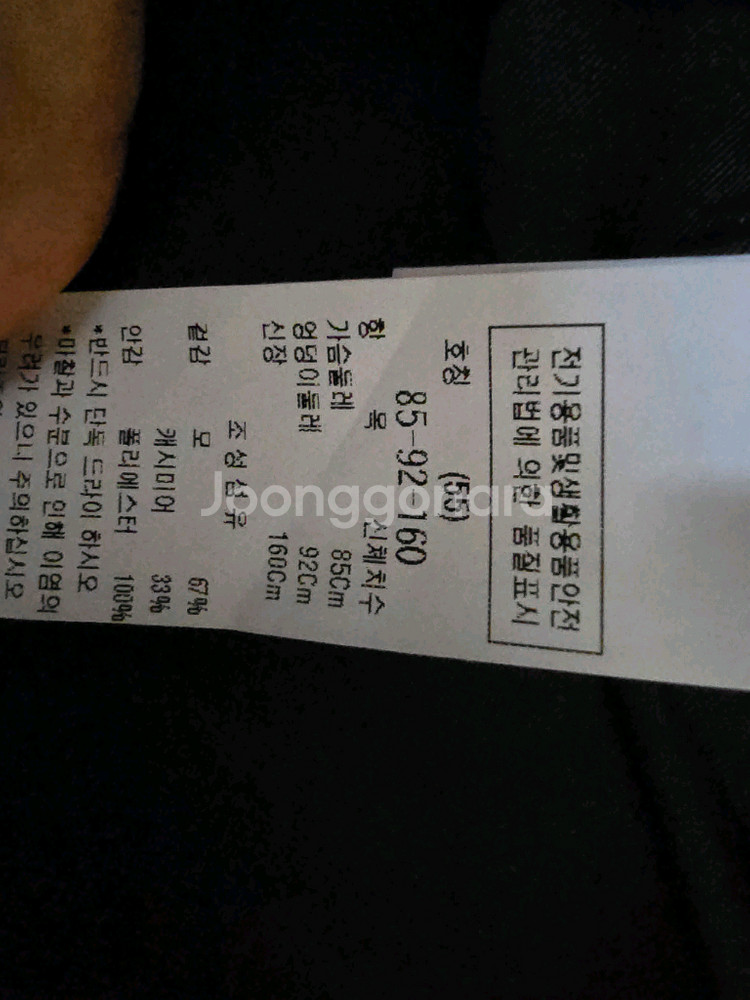 전기용품및생활용품안전
관리법에 의한 품질표시
호칭 (55)
85-92-160
항 목 신체치수
가슴둘레 85Cm
엉덩이둘레 92Cm
신장 160Cm
조성섬유
겉감 모 67%
캐시미어 33%
안감 폴리에스터 100%
*반드시 단독 드라이 하시오
*마찰과 수분으로 인해 이염의
우려가 있으니 주의하십시오
Joonggonara